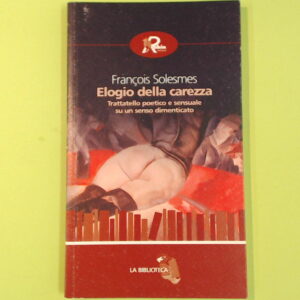 François Solesmes
Elogio della carezza
Trattatello poetico e sensuale
su un senso dimenticato
LA BIBLIOTECA